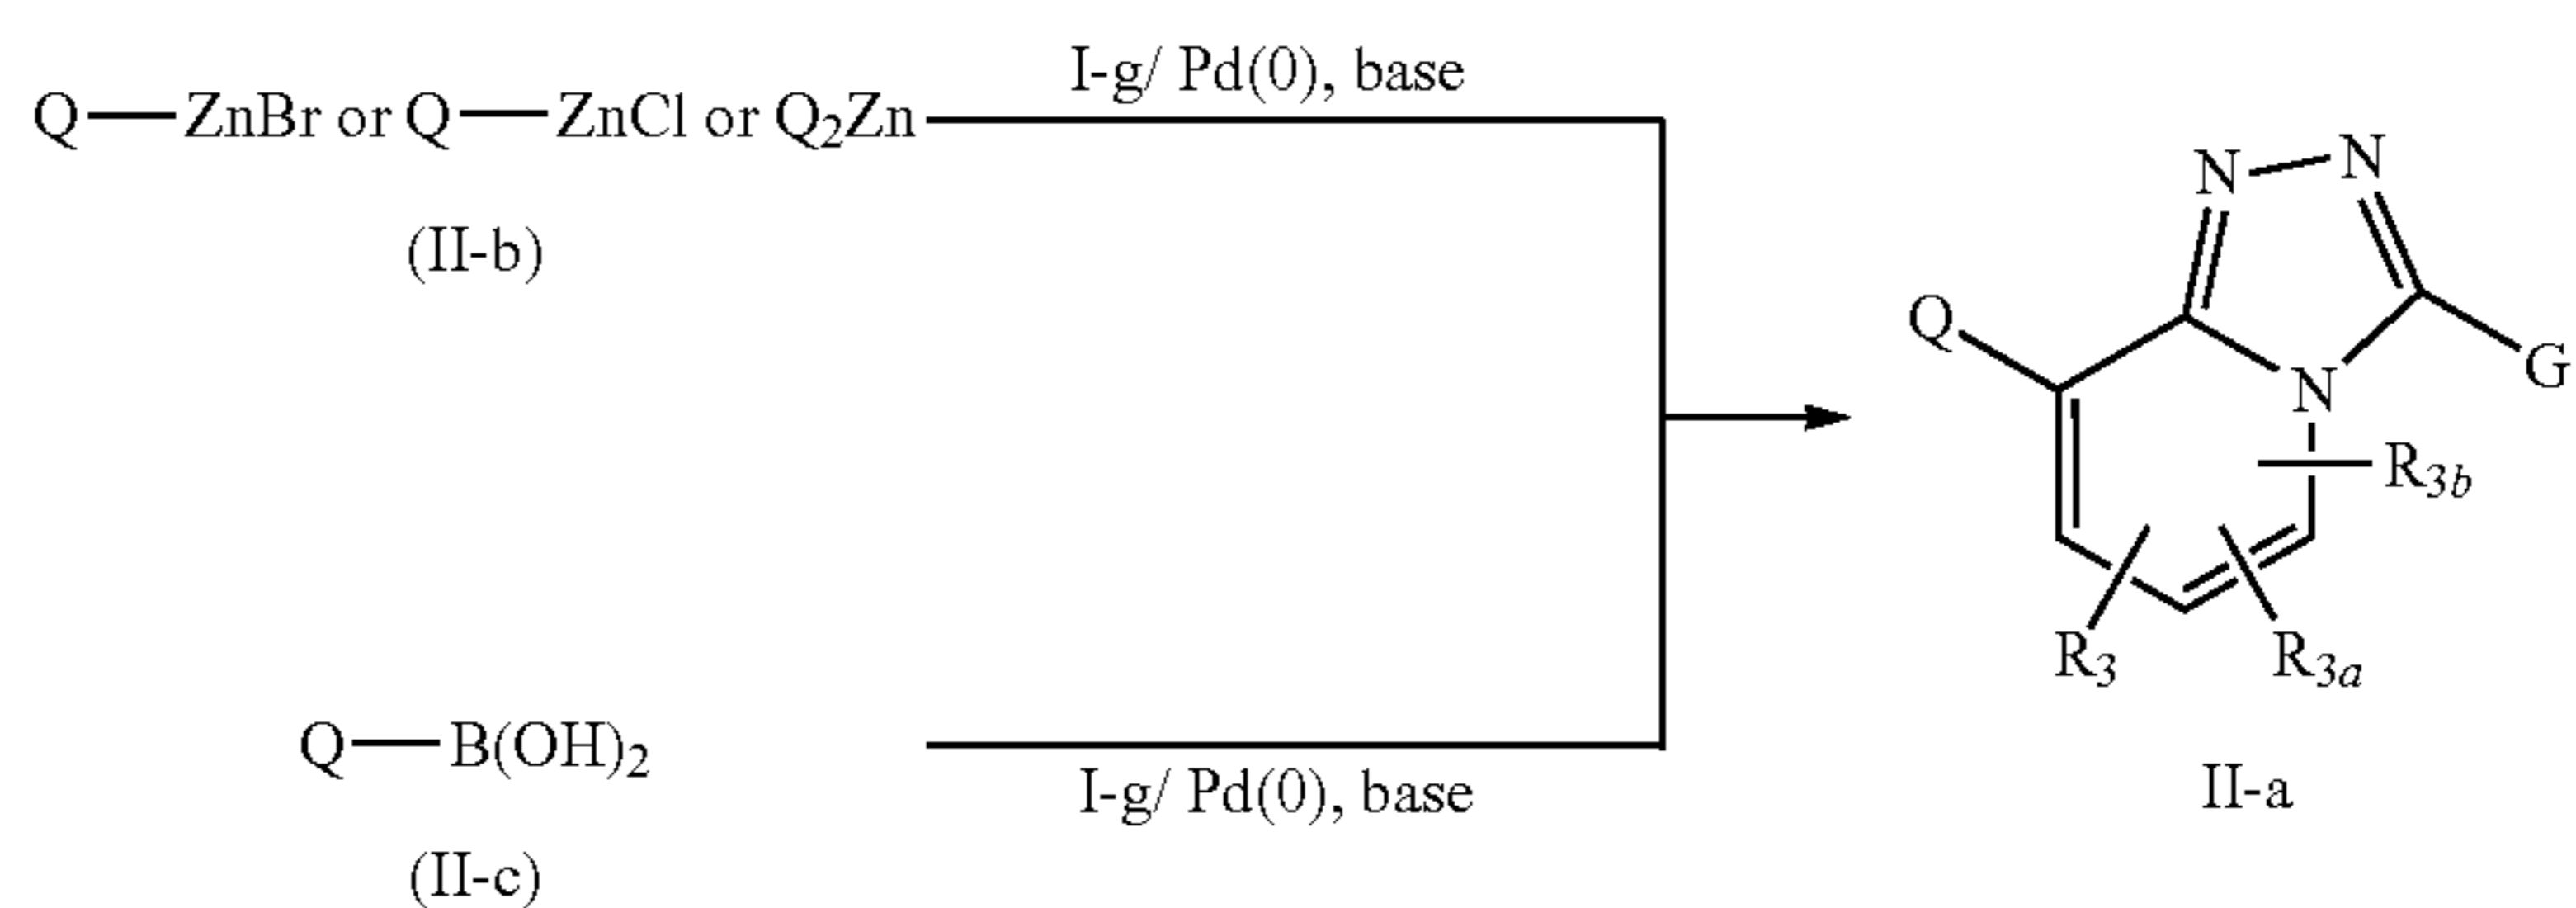 I-g/ Pd(0), base
Q—ZnBr or Q—ZnCl or Q₂Zn
(II-b)
N N
Q
N
G
R₃b
R₃ R₃a
Q—B(OH)₂
I-g/ Pd(0), base
II-a
(II-c)